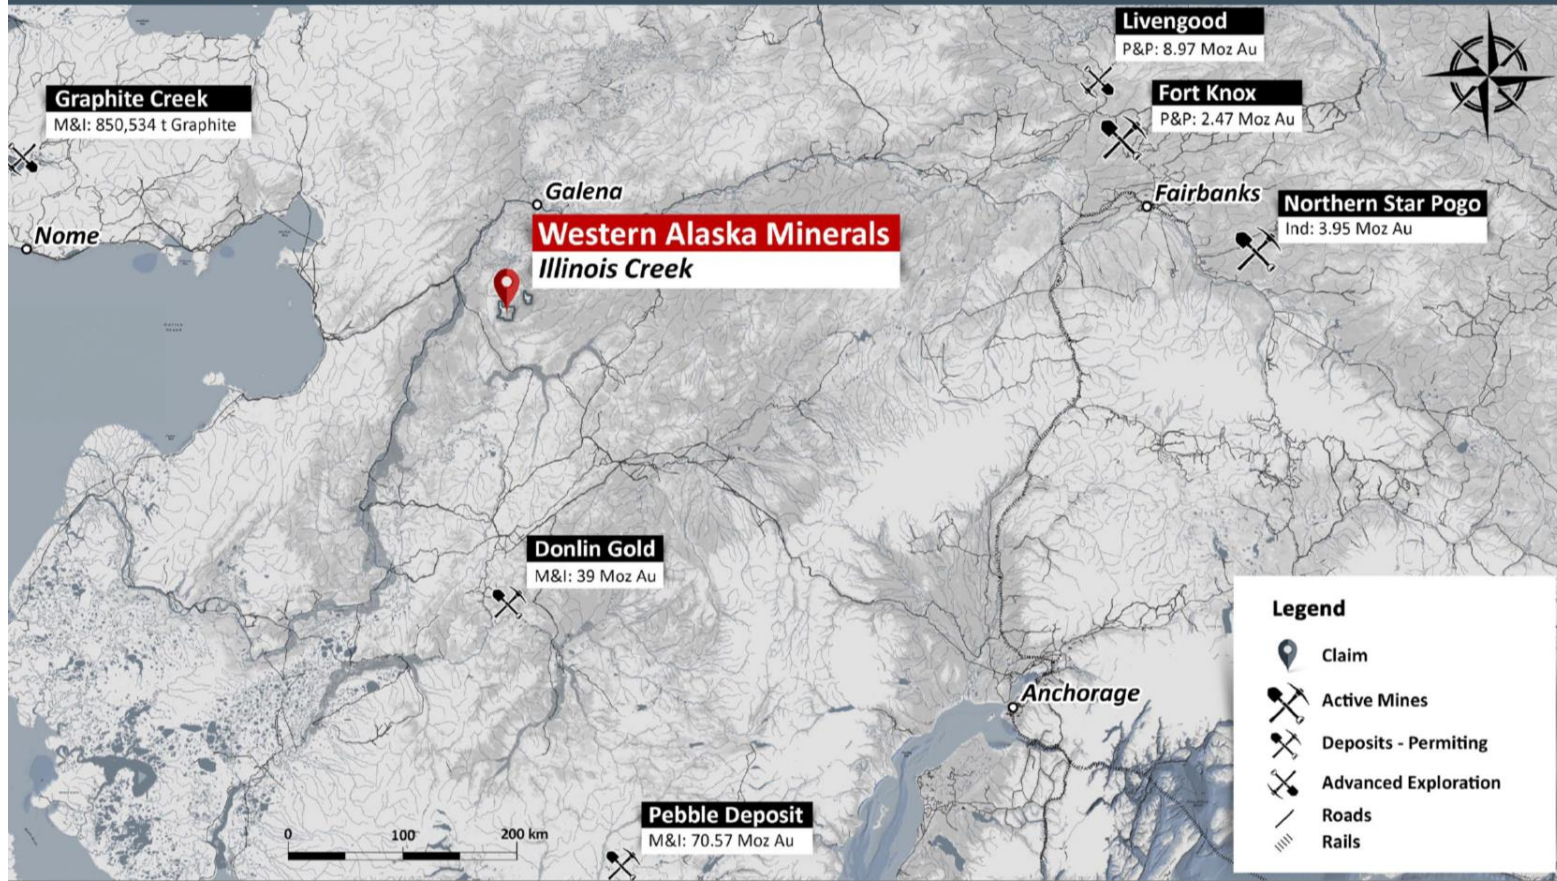 Livengood
P&P: 8.97 Moz Au
Graphite Creek
M&I: 850,534 t Graphite
Fort Knox
P&P: 2.47 Moz Au
Galena
Fairbanks
Northern Star Pogo
Ind: 3.95 Moz Au
Nome
Western Alaska Minerals
Illinois Creek
Donlin Gold
M&I: 39 Moz Au
Anchorage
Pebble Deposit
M&I: 70.57 Moz Au
0 100 200 km
Legend
Claim
Active Mines
Deposits - Permiting
Advanced Exploration
Roads
Rails